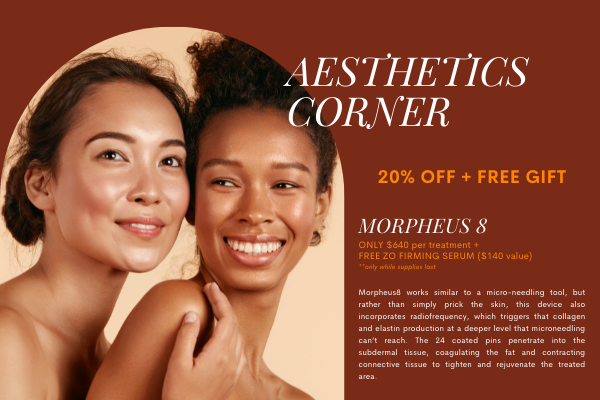 AESTHETICS
CORNER
20% OFF + FREE GIFT
MORPHEUS 8
ONLY $640 per treatment +
FREE ZO FIRMING SERUM ($140 value)
**only while supplies last
Morpheus8 works similar to a micro-needling tool, but
rather than simply prick the skin, this device also
incorporates radiofrequency, which triggers that collagen
and elastin production at a deeper level that microneedling
can't reach. The 24 coated pins penetrate into the
subdermal tissue, coagulating the fat and contracting
connective tissue to tighten and rejuvenate the treated
area.